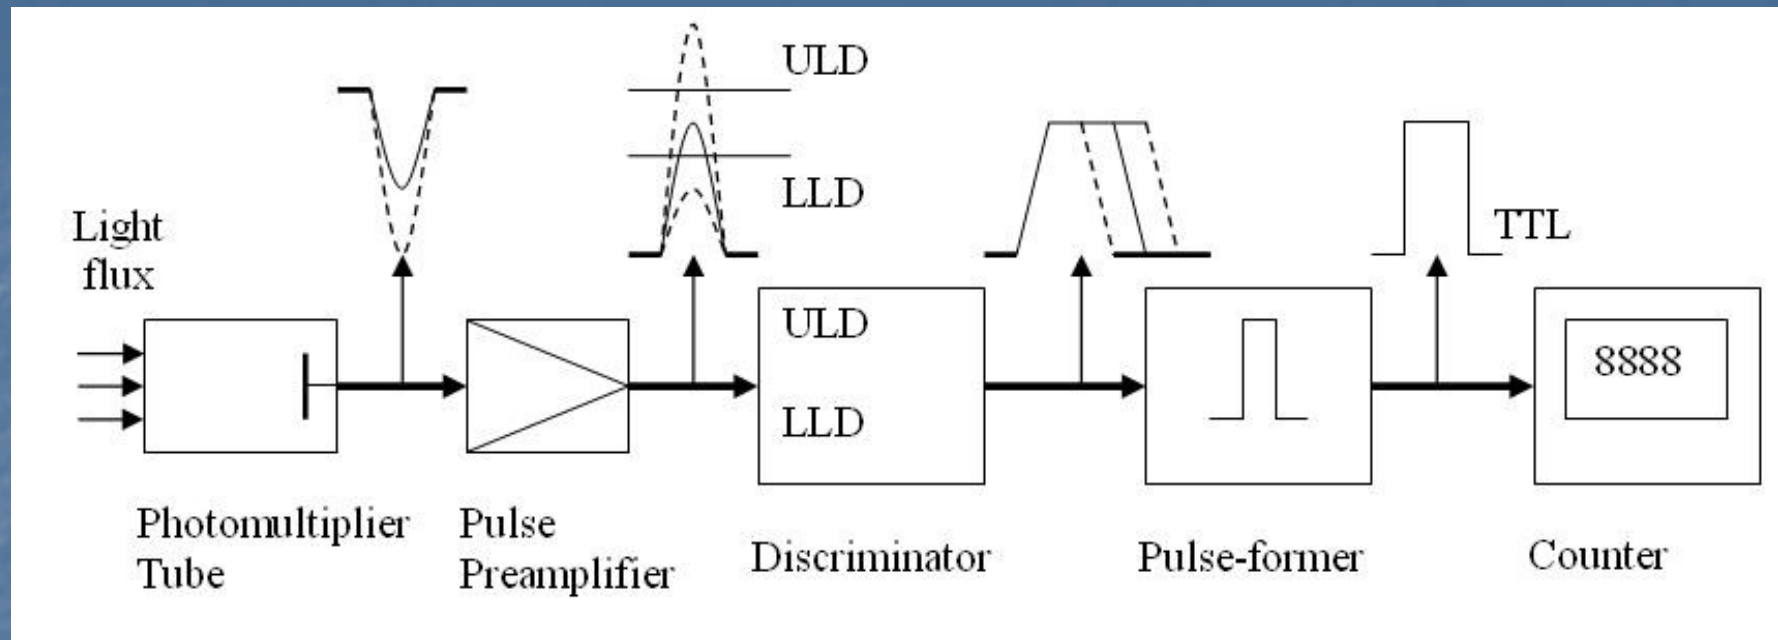 ULD
LLD
Light
flux
TTL
ULD
LLD
8888
Photomultiplier
Tube
Pulse
Preamplifier
Discriminator
Pulse-former
Counter